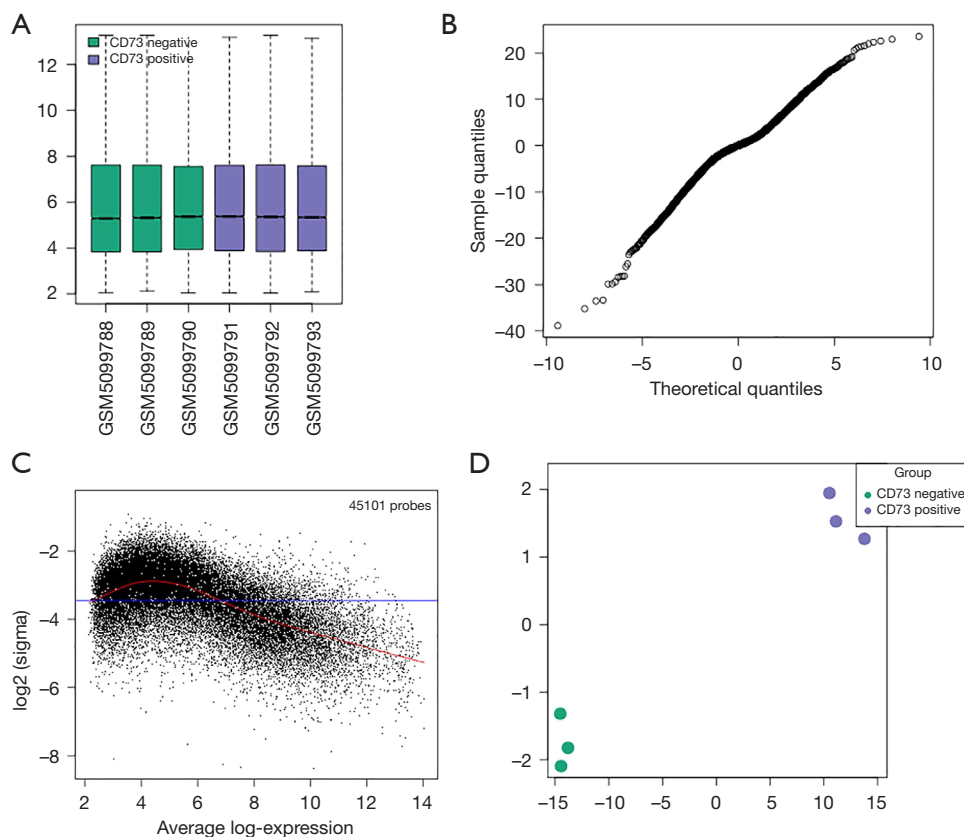 A
CD73 negative
CD73 positive
12
10
8
6
4
2
GSM5099788
GSM5099789
GSM5099790
GSM5099791
GSM5099792
GSM5099793
B
Sample quantiles
20
10
0
−10
−20
−30
−40
−10
−5
0
5
10
Theoretical quantiles
C
45101 probes
log2 (sigma)
−2
−4
−6
−8
2
4
6
8
10
12
14
Average log-expression
D
Group
CD73 negative
CD73 positive
2
1
0
−1
−2
−15
−10
−5
0
5
10
15